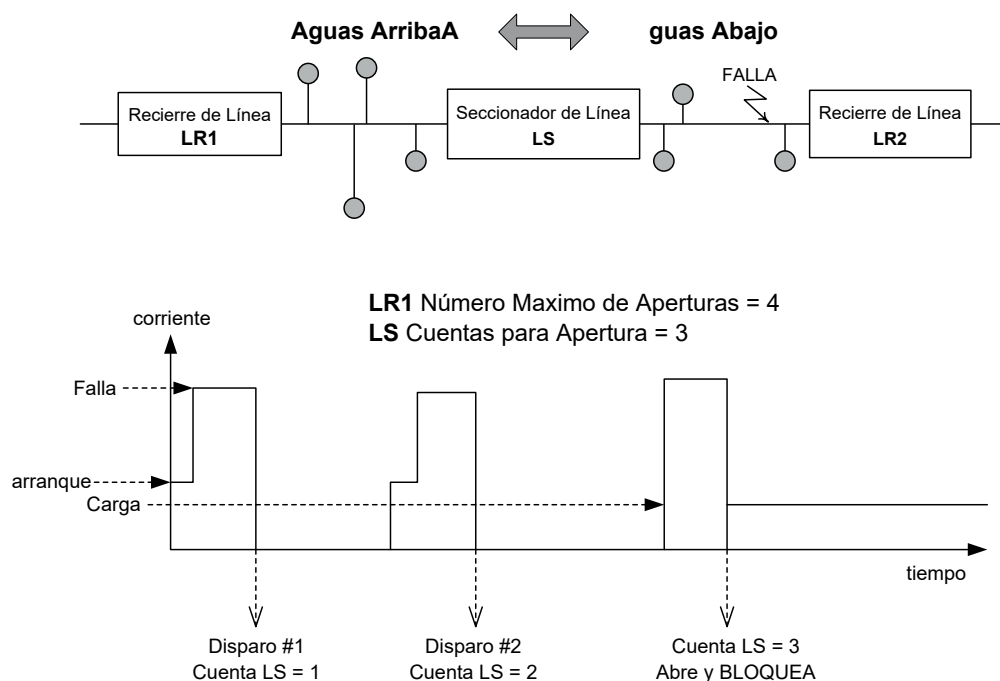 Aguas ArribaA
guas Abajo
FALLA
Recierre de Línea
LR1
Seccionador de Línea
LS
Recierre de Línea
LR2
LR1 Número Maximo de Aperturas = 4
LS Cuentas para Apertura = 3
corriente
Falla
arranque
Carga
tiempo
Disparo #1
Cuenta LS = 1
Disparo #2
Cuenta LS = 2
Cuenta LS = 3
Abre y BLOQUEA